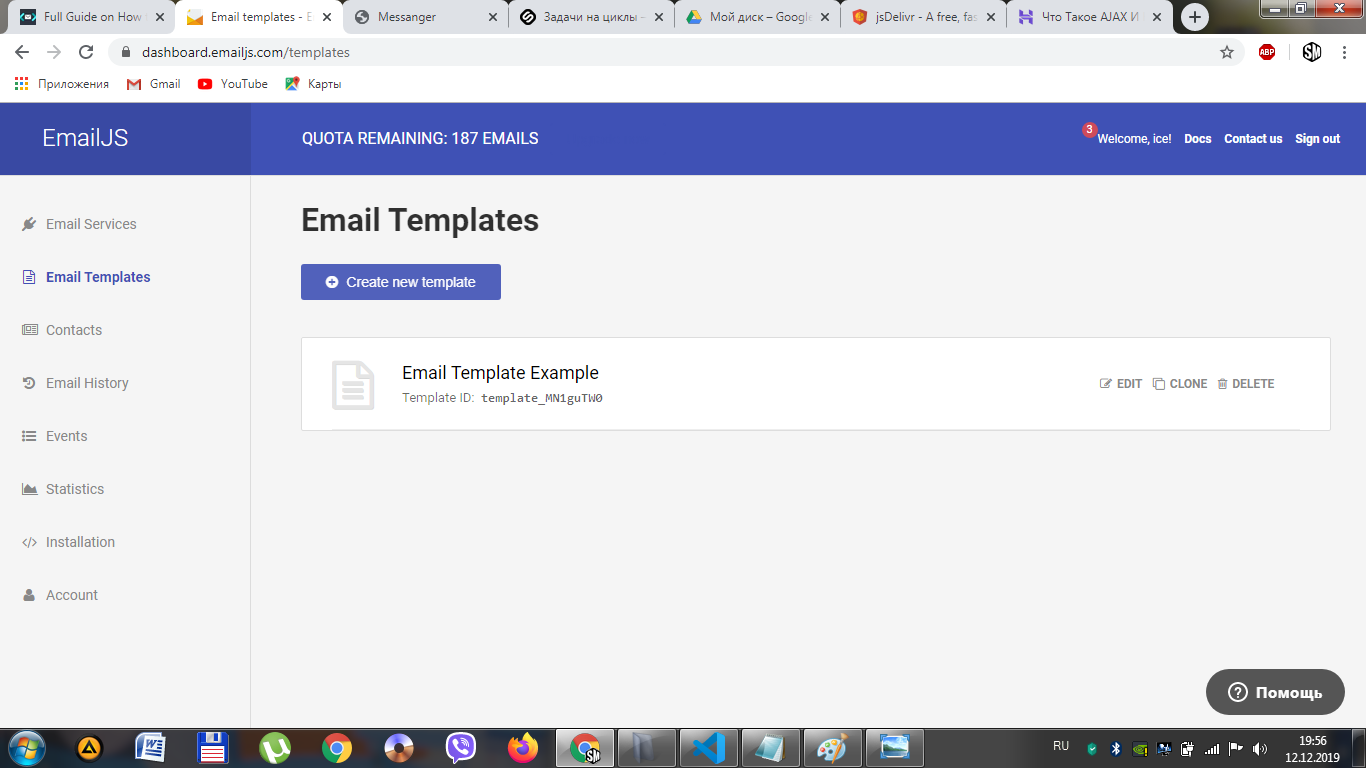 Full Guide on How
Email templates - E
Messanger
Задачи на циклы -
Мой диск – Google
jsDelivr - A free, fas
Что Такое AJAX И
dashboard.emailjs.com/templates
ABP
SM
Приложения
Gmail
YouTube
Карты
EmailJS
QUOTA REMAINING: 187 EMAILS
3
Welcome, ice!
Docs
Contact us
Sign out
Email Services
Email Templates
Contacts
Email History
Events
Statistics
Installation
Account
Email Templates
Create new template
Email Template Example
Template ID: template_MN1guTW0
EDIT
CLONE
DELETE
Помощь
SM
RU
19:56
12.12.2019